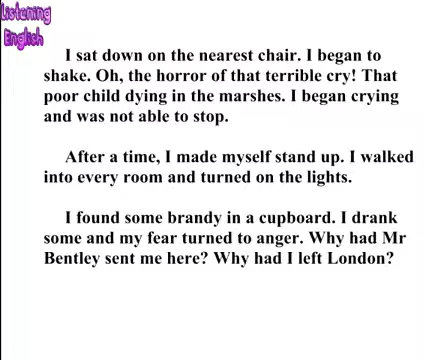 Listening
English
I sat down on the nearest chair. I began to
shake. Oh, the horror of that terrible cry! That
poor child dying in the marshes. I began crying
and was not able to stop.
After a time, I made myself stand up. I walked
into every room and turned on the lights.
I found some brandy in a cupboard. I drank
some and my fear turned to anger. Why had Mr
Bentley sent me here? Why had I left London?